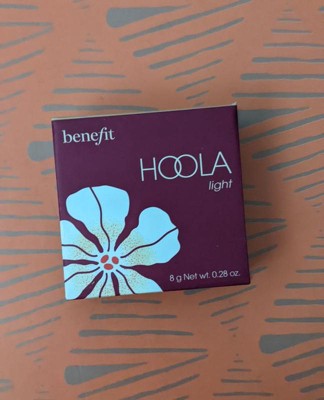 benefit
HOOLA
light
8 g Net wt. 0.28 oz.